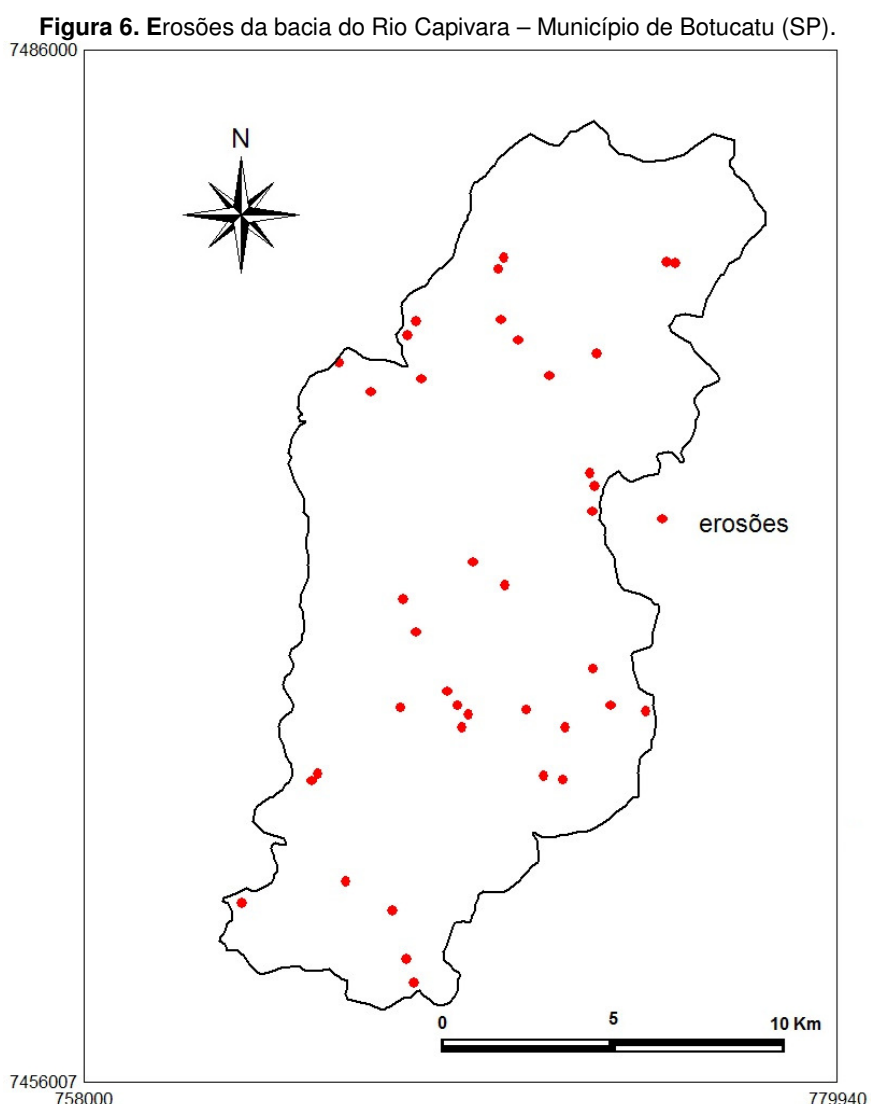 Figura 6. Erosões da bacia do Rio Capivara – Município de Botucatu (SP).
7486000
N
erosões
0 5 10 Km
7456007
758000 779940